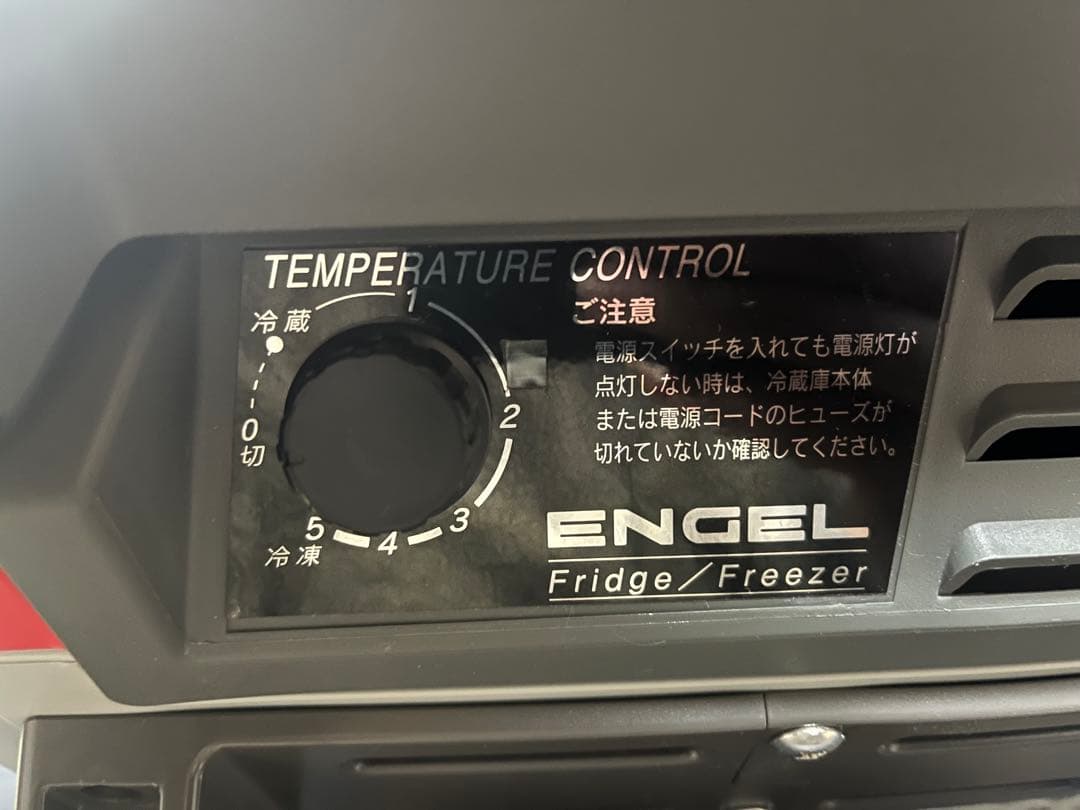 TEMPERATURE CONTROL
冷蔵
1
2
3
4
5
冷凍
0
切
ご注意
電源スイッチを入れても電源灯が
点灯しない時は、冷蔵庫本体
または電源コードのヒューズが
切れていないか確認してください。
ENGEL
Fridge/Freezer